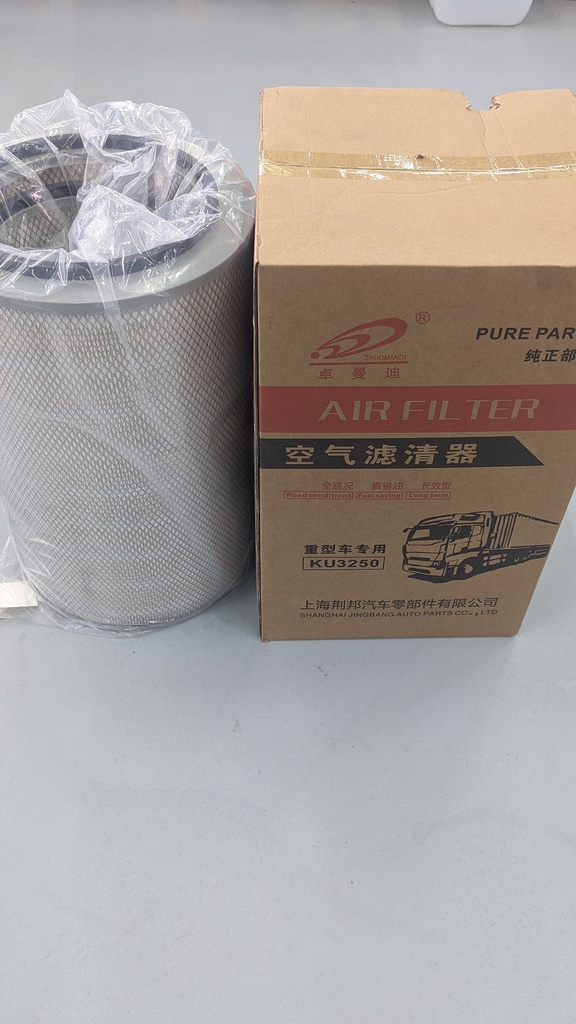 ®
ZHUOMANDI
卓曼迪
PURE PAR
纯正部
AIR FILTER
空气滤清器
全路况 真省油 长效型
Road conditions Fuel saving Long term
重型车专用
KU3250
上海荆邦汽车零部件有限公司
SHANGHAI JINGBANG AUTO PARTS CO.,LTD